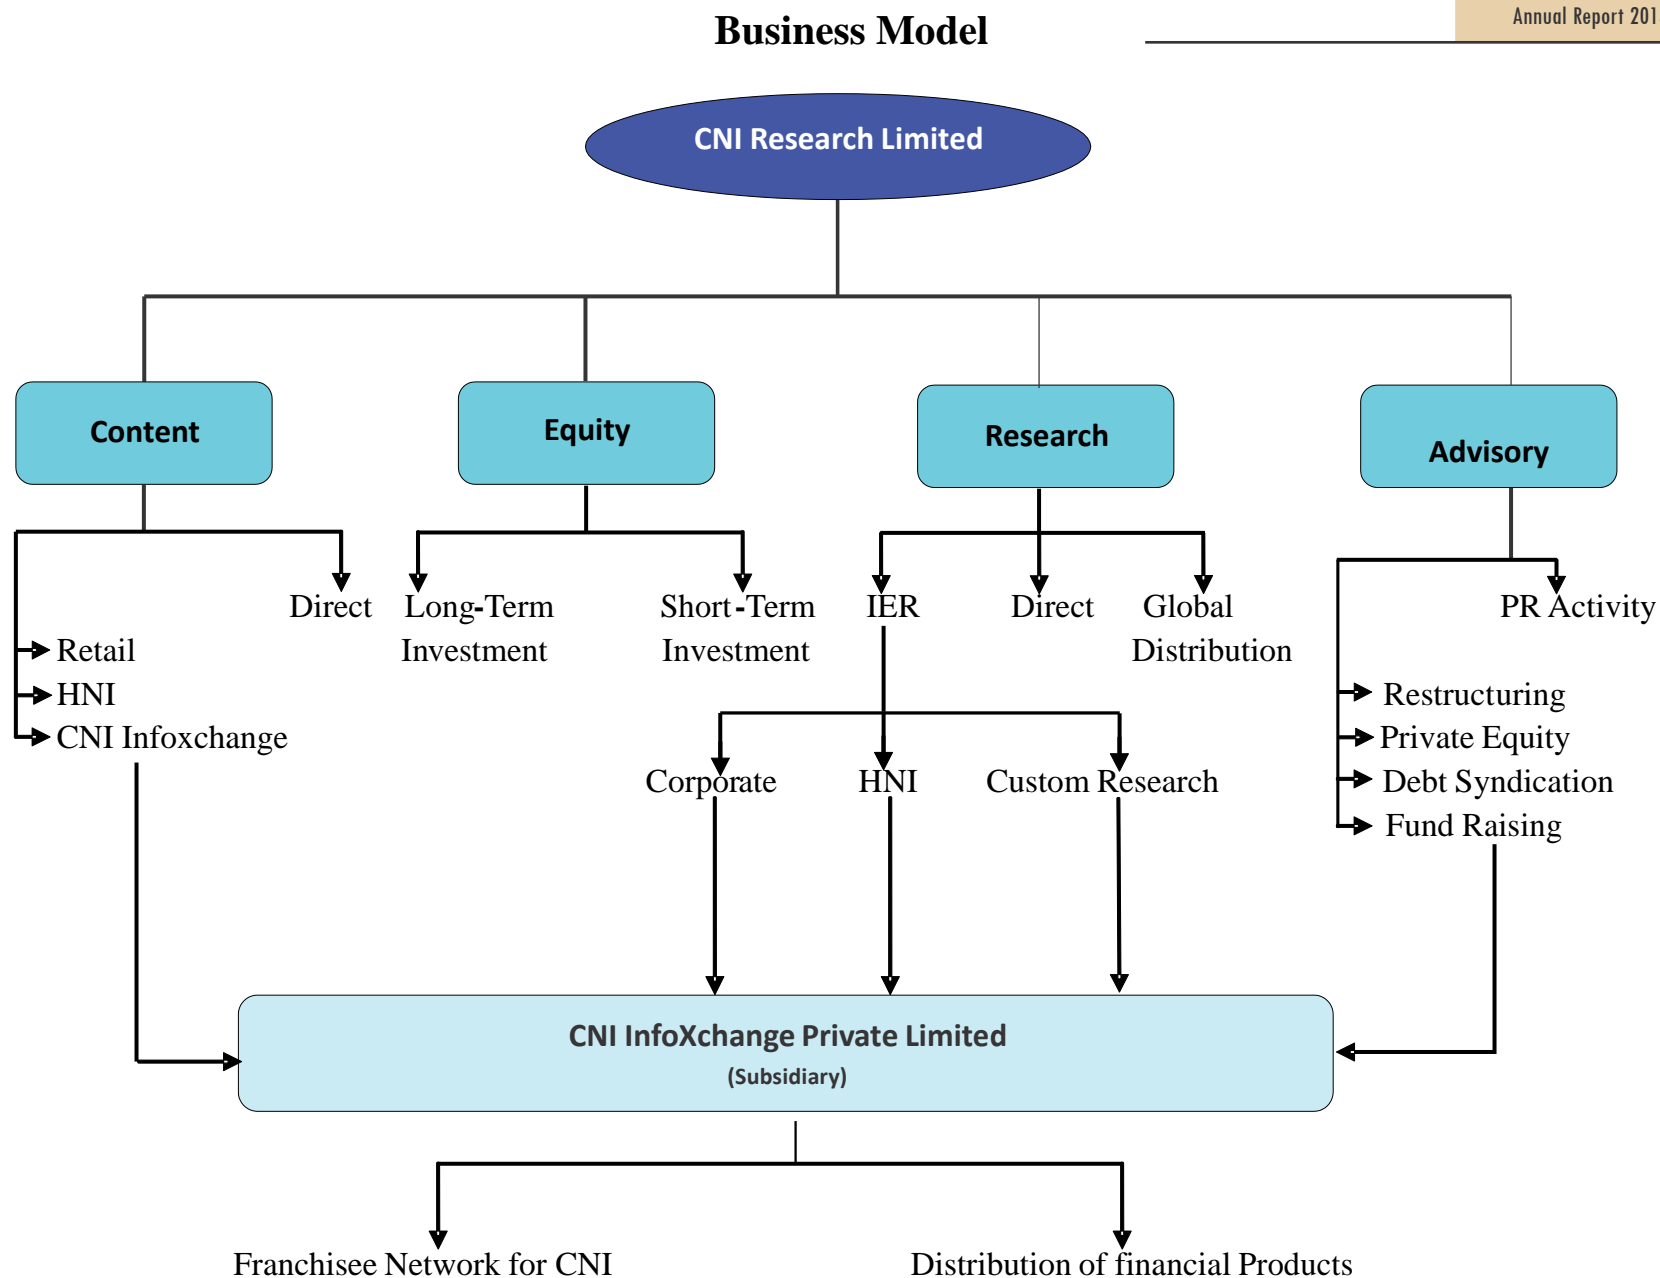 Annual Report 201
Business Model
CNI Research Limited
Content
Equity
Research
Advisory
Direct
Long-Term
Investment
Short-Term
Investment
IER
Direct
Global
Distribution
PR Activity
Retail
HNI
CNI Infoxchange
Restructuring
Private Equity
Debt Syndication
Fund Raising
Corporate
HNI
Custom Research
CNI InfoXchange Private Limited
(Subsidiary)
Franchisee Network for CNI
Distribution of financial Products